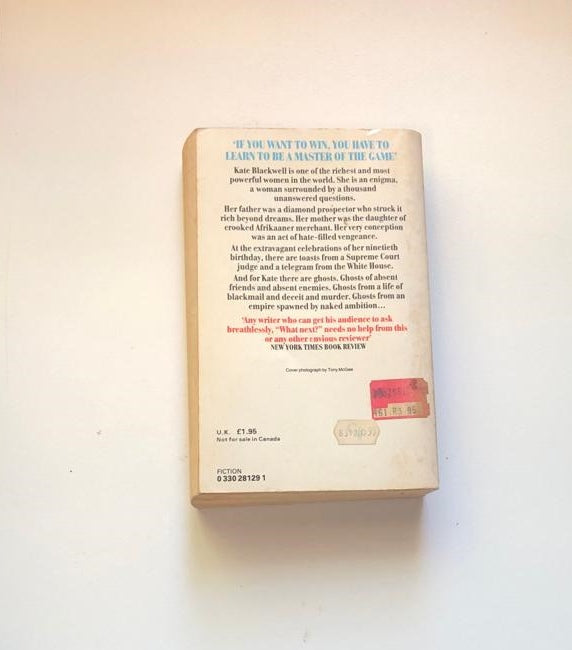 'IF YOU WANT TO WIN, YOU HAVE TO
LEARN TO BE A MASTER OF THE GAME'
Kate Blackwell is one of the richest and most
powerful women in the world. She is an enigma,
a woman surrounded by a thousand
unanswered questions.
Her father was a diamond prospector who struck it
rich beyond dreams. Her mother was the daughter of
crooked Afrikaaner merchant. Her very conception
was an act of hate-filled vengeance.
At the extravagant celebrations of her ninetieth
birthday, there are toasts from a Supreme Court
judge and a telegram from the White House.
And for Kate there are ghosts. Ghosts of absent
friends and absent enemies. Ghosts from a life of
blackmail and deceit and murder. Ghosts from an
empire spawned by naked ambition...
'Any writer who can get his audience to ask
breathlessly, "What next?" needs no help from this
or any other envious reviewer'
NEW YORK TIMES BOOK REVIEW
Cover photograph by Tony McGee
U.K. £1.95
Not for sale in Canada
FICTION
0 330 28129 1